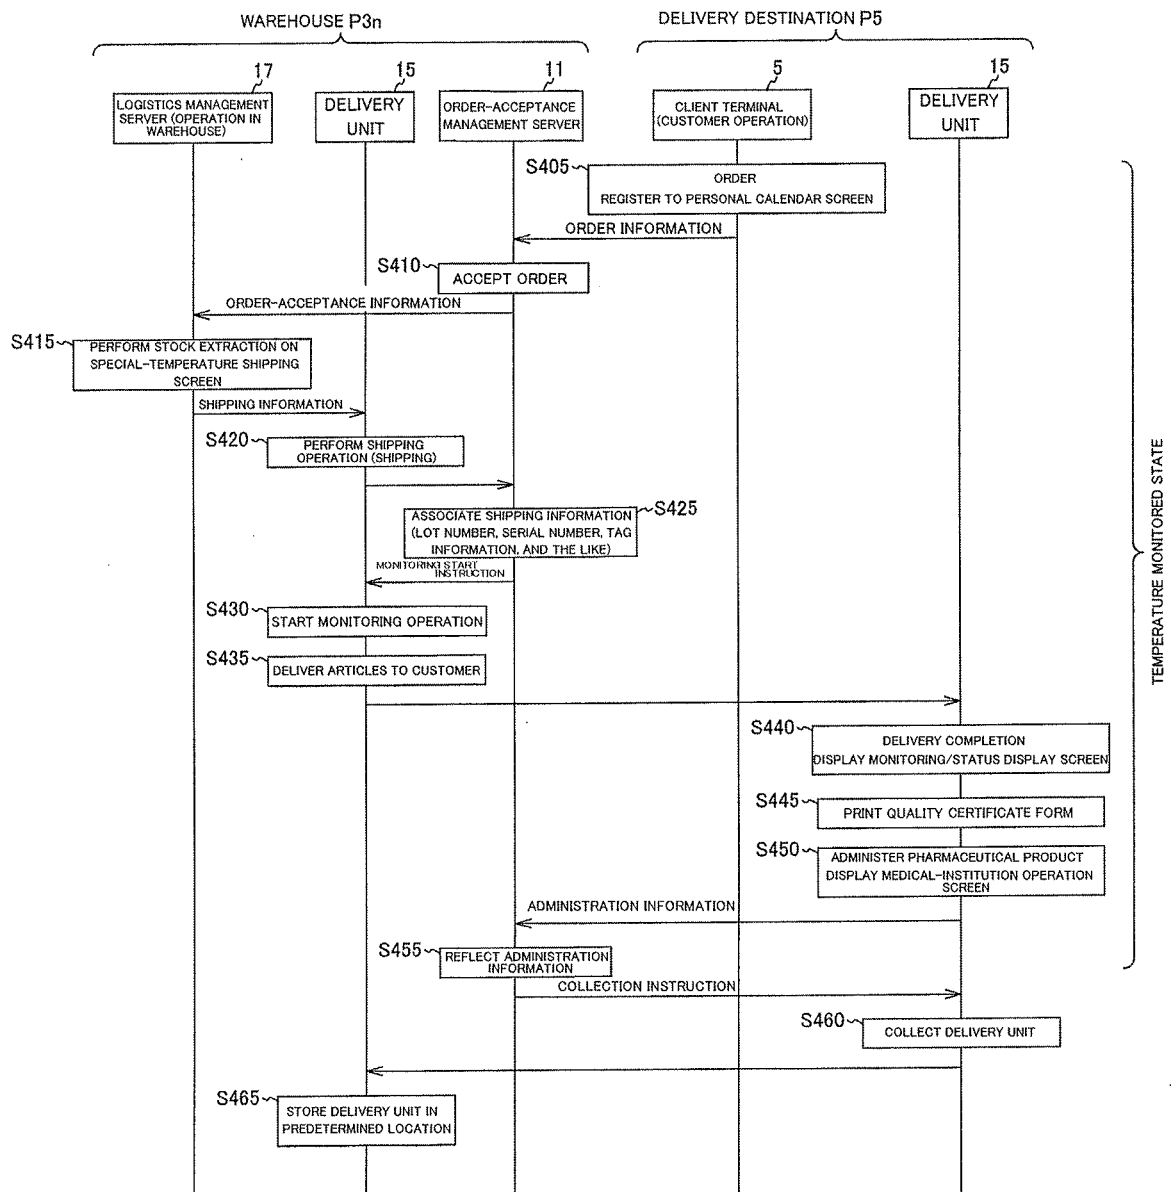 WAREHOUSE P3n
DELIVERY DESTINATION P5
17
15
11
5
15
LOGISTICS MANAGEMENT
SERVER (OPERATION IN
WAREHOUSE)
DELIVERY
UNIT
ORDER-ACCEPTANCE
MANAGEMENT SERVER
CLIENT TERMINAL
(CUSTOMER OPERATION)
DELIVERY
UNIT
S405
ORDER
REGISTER TO PERSONAL CALENDAR SCREEN
ORDER INFORMATION
S410
ACCEPT ORDER
ORDER-ACCEPTANCE INFORMATION
S415
PERFORM STOCK EXTRACTION ON
SPECIAL-TEMPERATURE SHIPPING
SCREEN
SHIPPING INFORMATION
S420
PERFORM SHIPPING
OPERATION (SHIPPING)
S425
ASSOCIATE SHIPPING INFORMATION
(LOT NUMBER, SERIAL NUMBER, TAG
INFORMATION, AND THE LIKE)
MONITORING START
INSTRUCTION
S430
START MONITORING OPERATION
S435
DELIVER ARTICLES TO CUSTOMER
S440
DELIVERY COMPLETION
DISPLAY MONITORING/STATUS DISPLAY SCREEN
S445
PRINT QUALITY CERTIFICATE FORM
S450
ADMINISTER PHARMACEUTICAL PRODUCT
DISPLAY MEDICAL-INSTITUTION OPERATION
SCREEN
ADMINISTRATION INFORMATION
S455
REFLECT ADMINISTRATION
INFORMATION
COLLECTION INSTRUCTION
S460
COLLECT DELIVERY UNIT
S465
STORE DELIVERY UNIT IN
PREDETERMINED LOCATION
TEMPERATURE MONITORED STATE